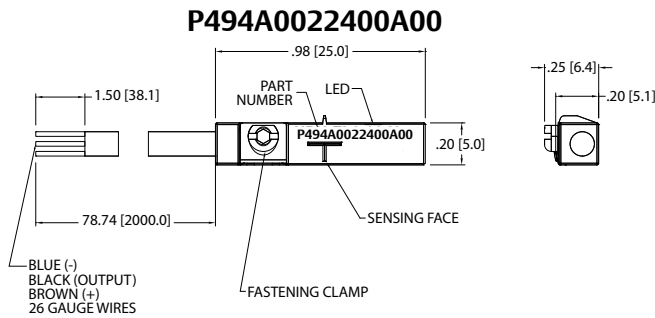 P494A0022400A00
.98 [25.0]
.25 [6.4]
1.50 [38.1]
PART
NUMBER
LED
.20 [5.1]
P494A0022400A00
.20 [5.0]
78.74 [2000.0]
SENSING FACE
BLUE (-)
BLACK (OUTPUT)
BROWN (+)
26 GAUGE WIRES
FASTENING CLAMP